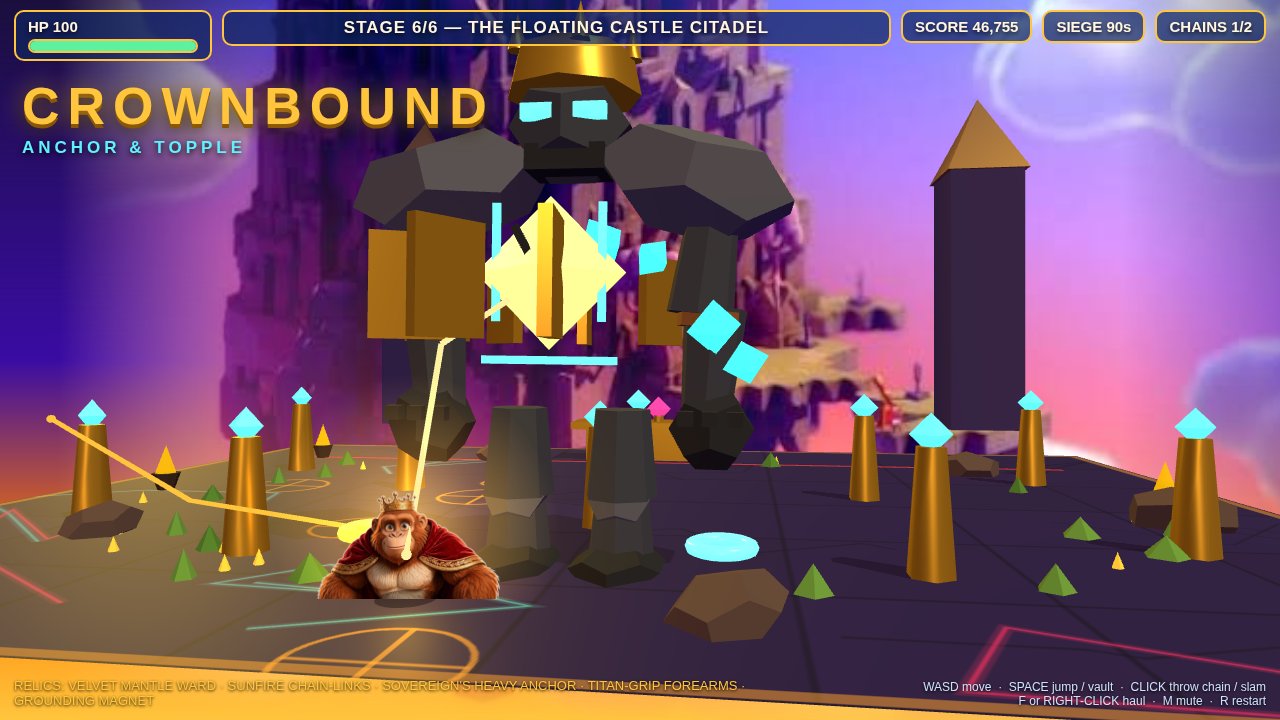 HP 100
STAGE 6/6 — THE FLOATING CASTLE CITADEL
SCORE 46,755
SIEGE 90s
CHAINS 1/2
CROWNBOUND
ANCHOR & TOPPLE
RELICS: VELVET MANTLE WARD · SUNFIRE CHAIN-LINKS · SOVEREIGN'S HEAVY ANCHOR · TITAN-GRIP FOREARMS ·
GROUNDING MAGNET
WASD move · SPACE jump / vault · CLICK throw chain / slam
F or RIGHT-CLICK haul · M mute · R restart